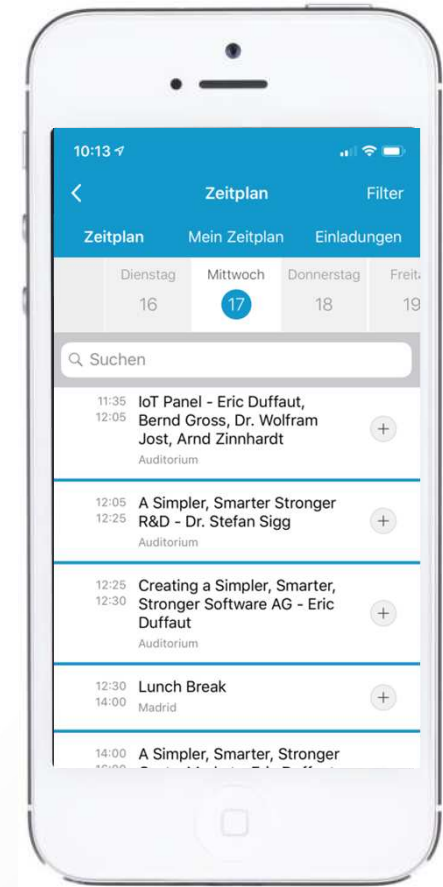 10:13
Zeitplan
Filter
Zeitplan Mein Zeitplan Einladungen
Dienstag Mittwoch Donnerstag
16 17 18 19
Suchen
11:35 IoT Panel - Eric Duffaut,
12:05 Bernd Gross, Dr. Wolfram
Jost, Arnd Zinnhardt
Auditorium
12:05 A Simpler, Smarter Stronger
12:25 R&D - Dr. Stefan Sigg
Auditorium
12:25 Creating a Simpler, Smarter,
12:30 Stronger Software AG - Eric
Duffaut
Auditorium
12:30 Lunch Break
14:00 Madrid
14:00 A Simpler, Smarter, Stronger